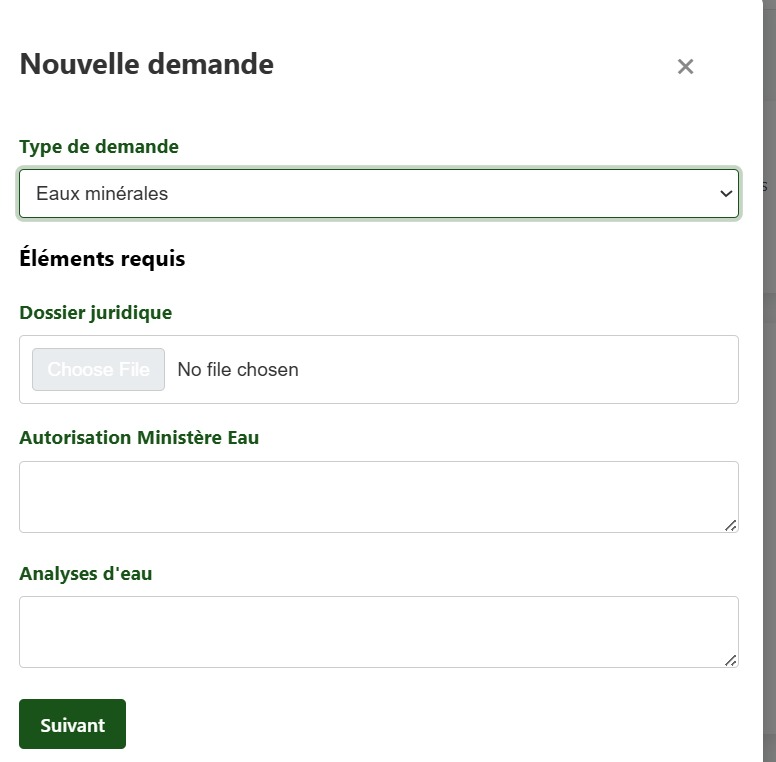 Nouvelle demande
×
Type de demande
Eaux minérales
Éléments requis
Dossier juridique
Choose File No file chosen
Autorisation Ministère Eau
Analyses d'eau
Suivant